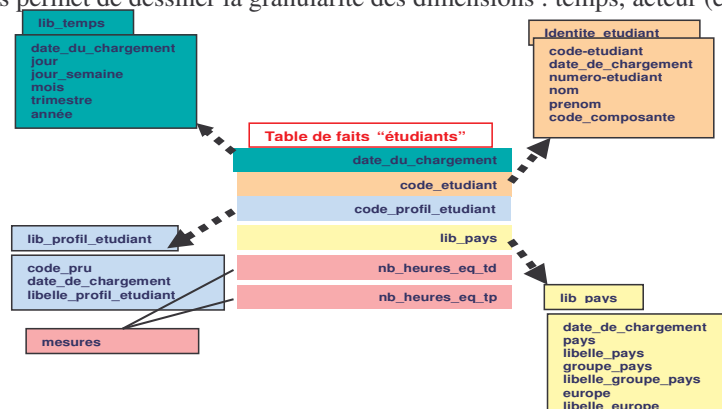 s permet de dessiner la granularité des dimensions : temps, acteur (e
lib_temps
date_du_chargement
jour
jour_semaine
mois
trimestre
année
Identite_etudiant
code-etudiant
date_de_chargement
numero-etudiant
nom
prenom
code_composante
Table de faits “étudiants”
date_du_chargement
code_etudiant
code_profil_etudiant
lib_pays
nb_heures_eq_td
nb_heures_eq_tp
lib_profil_etudiant
code_pru
date_de_chargement
libelle_profil_etudiant
mesures
lib_pays
date_de_chargement
pays
libelle_pays
groupe_pays
libelle_groupe_pays
europe
libelle_europe